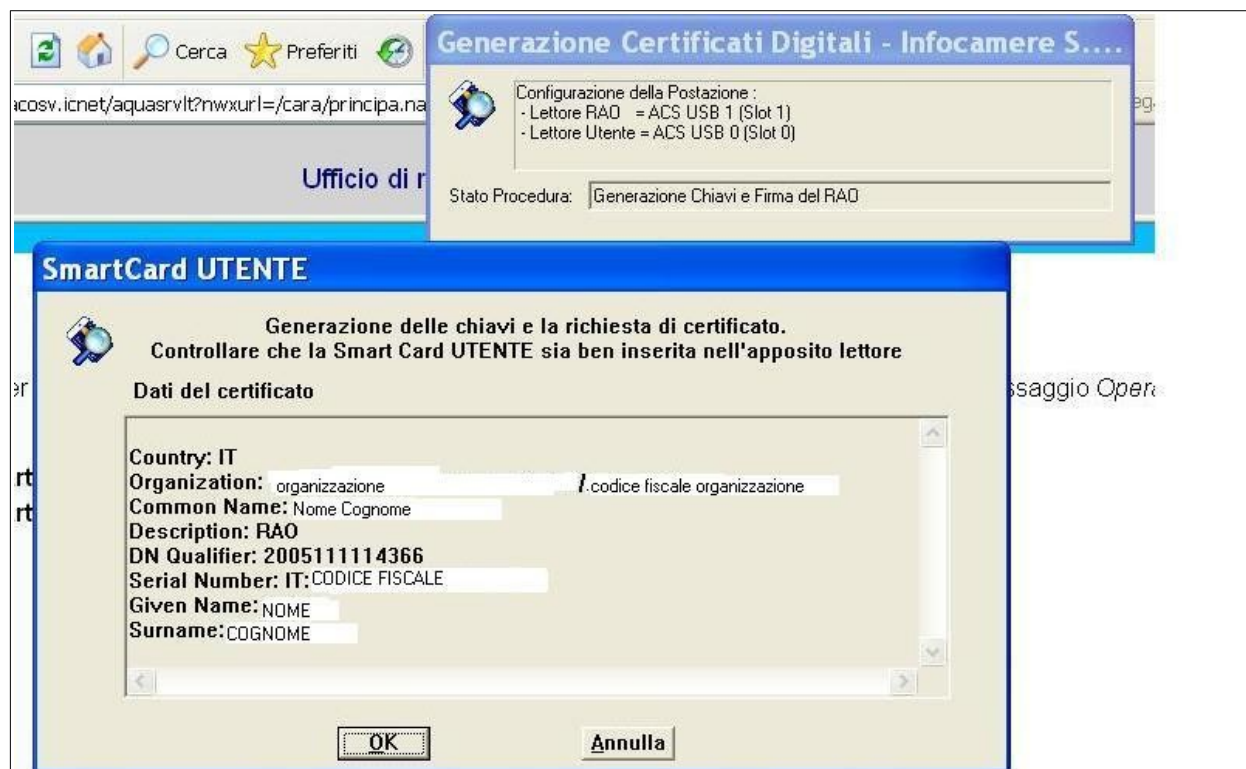 Cerca Preferiti
Generazione Certificati Digitali - Infocamere S....
acosv.icnet/aquasrvlt?nwxurl=/cara/principa.na
Configurazione della Postazione :
- Lettore RAO = ACS USB 1 (Slot 1)
- Lettore Utente = ACS USB 0 (Slot 0)
Ufficio di r
Stato Procedura: Generazione Chiavi e Firma del RAO
SmartCard UTENTE
Generazione delle chiavi e la richiesta di certificato.
Controllare che la Smart Card UTENTE sia ben inserita nell'apposito lettore
er
Dati del certificato
ssaggio Opera
Country: IT
rt
Organization: organizzazione /.codice fiscale organizzazione
rt
Common Name: Nome Cognome
Description: RAO
DN Qualifier: 2005111114366
Serial Number: IT:CODICE FISCALE
Given Name: NOME
Surname: COGNOME
OK Annulla